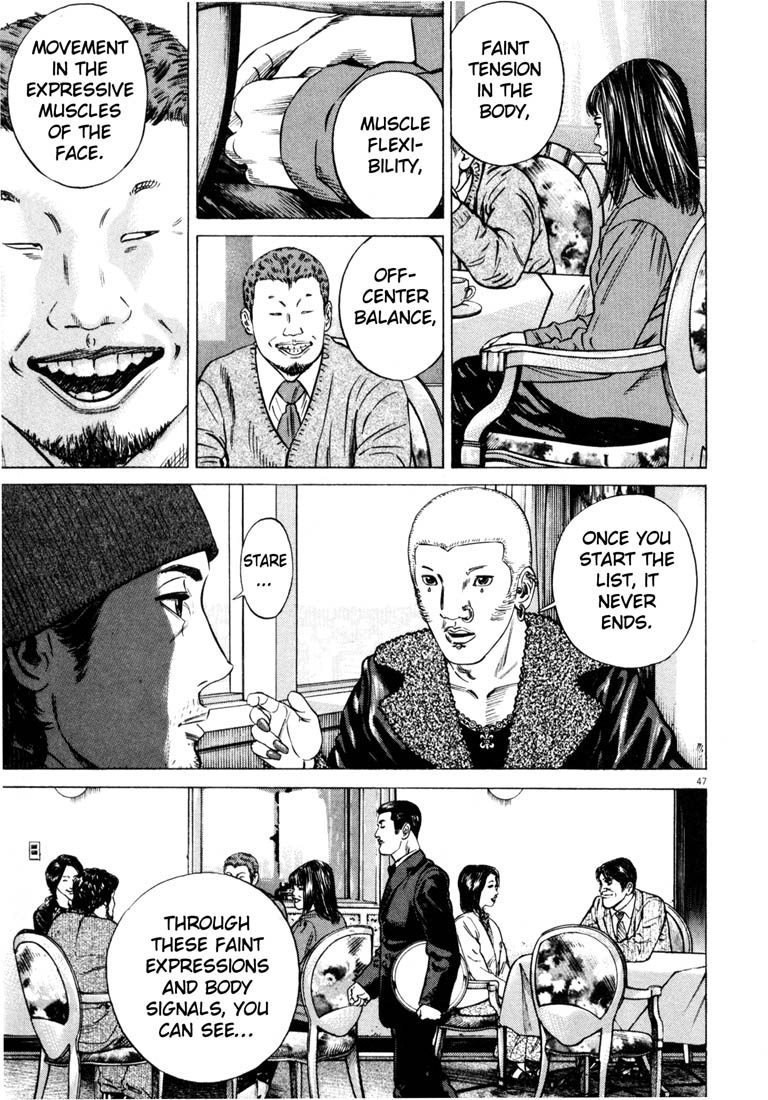 FAINT
TENSION
IN THE
BODY,
MUSCLE
FLEXI-
BILITY,
OFF-
CENTER
BALANCE,
MOVEMENT
IN THE
EXPRESSIVE
MUSCLES
OF THE
FACE.
ONCE YOU
START THE
LIST, IT
NEVER
ENDS.
STARE
...
47
THROUGH
THESE FAINT
EXPRESSIONS
AND BODY
SIGNALS, YOU
CAN SEE...